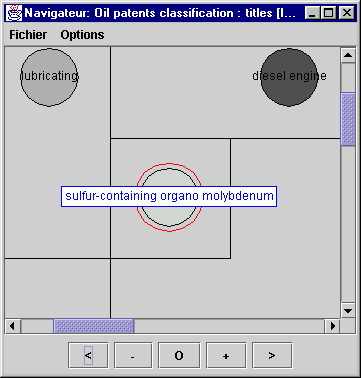 Navigateur: Oil patents classification : titles [l...
Fichier Options
lubricating
diesel engine
sulfur-containing organo molybdenum
< - O + >